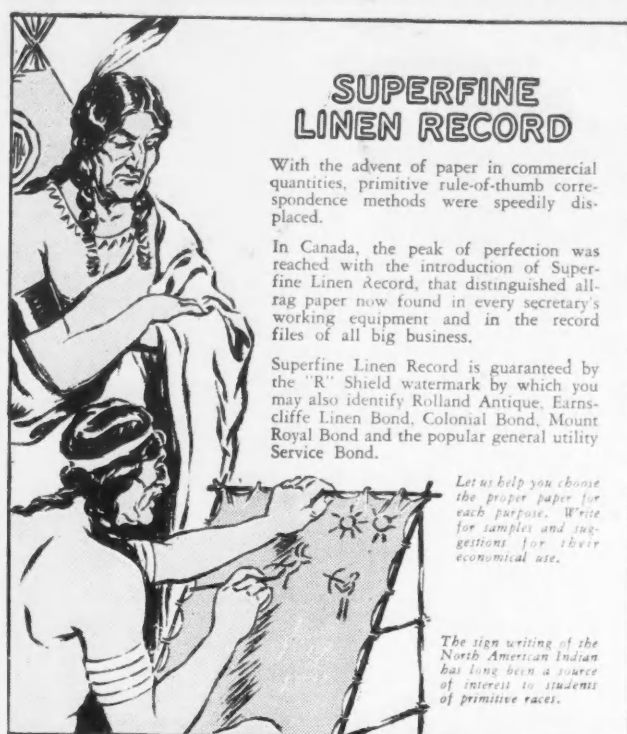 SUPERFINE
LINEN RECORD
With the advent of paper in commercial
quantities, primitive rule-of-thumb corre-
spondence methods were speedily dis-
placed.
In Canada, the peak of perfection was
reached with the introduction of Super-
fine Linen Record, that distinguished all-
rag paper now found in every secretary's
working equipment and in the record
files of all big business.
Superfine Linen Record is guaranteed by
the "R" Shield watermark by which you
may also identify Rolland Antique, Earns-
cliffe Linen Bond, Colonial Bond, Mount
Royal Bond and the popular general utility
Service Bond.
Let us help you choose
the proper paper for
each purpose. Write
for samples and sug-
gestions for their
economical use.
The sign writing of the
North American Indian
has long been a source
of interest to students
of primitive races.